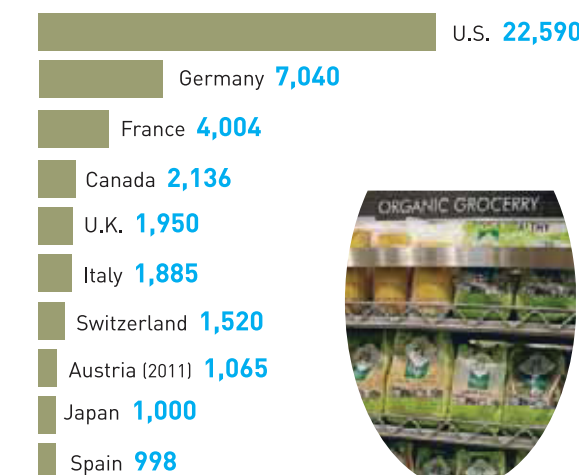 U.S. 22,590
Germany 7,040
France 4,004
Canada 2,136
U.K. 1,950
ORGANIC GROCERRY
Italy 1,885
Switzerland 1,520
Austria (2011) 1,065
Japan 1,000
Spain 998